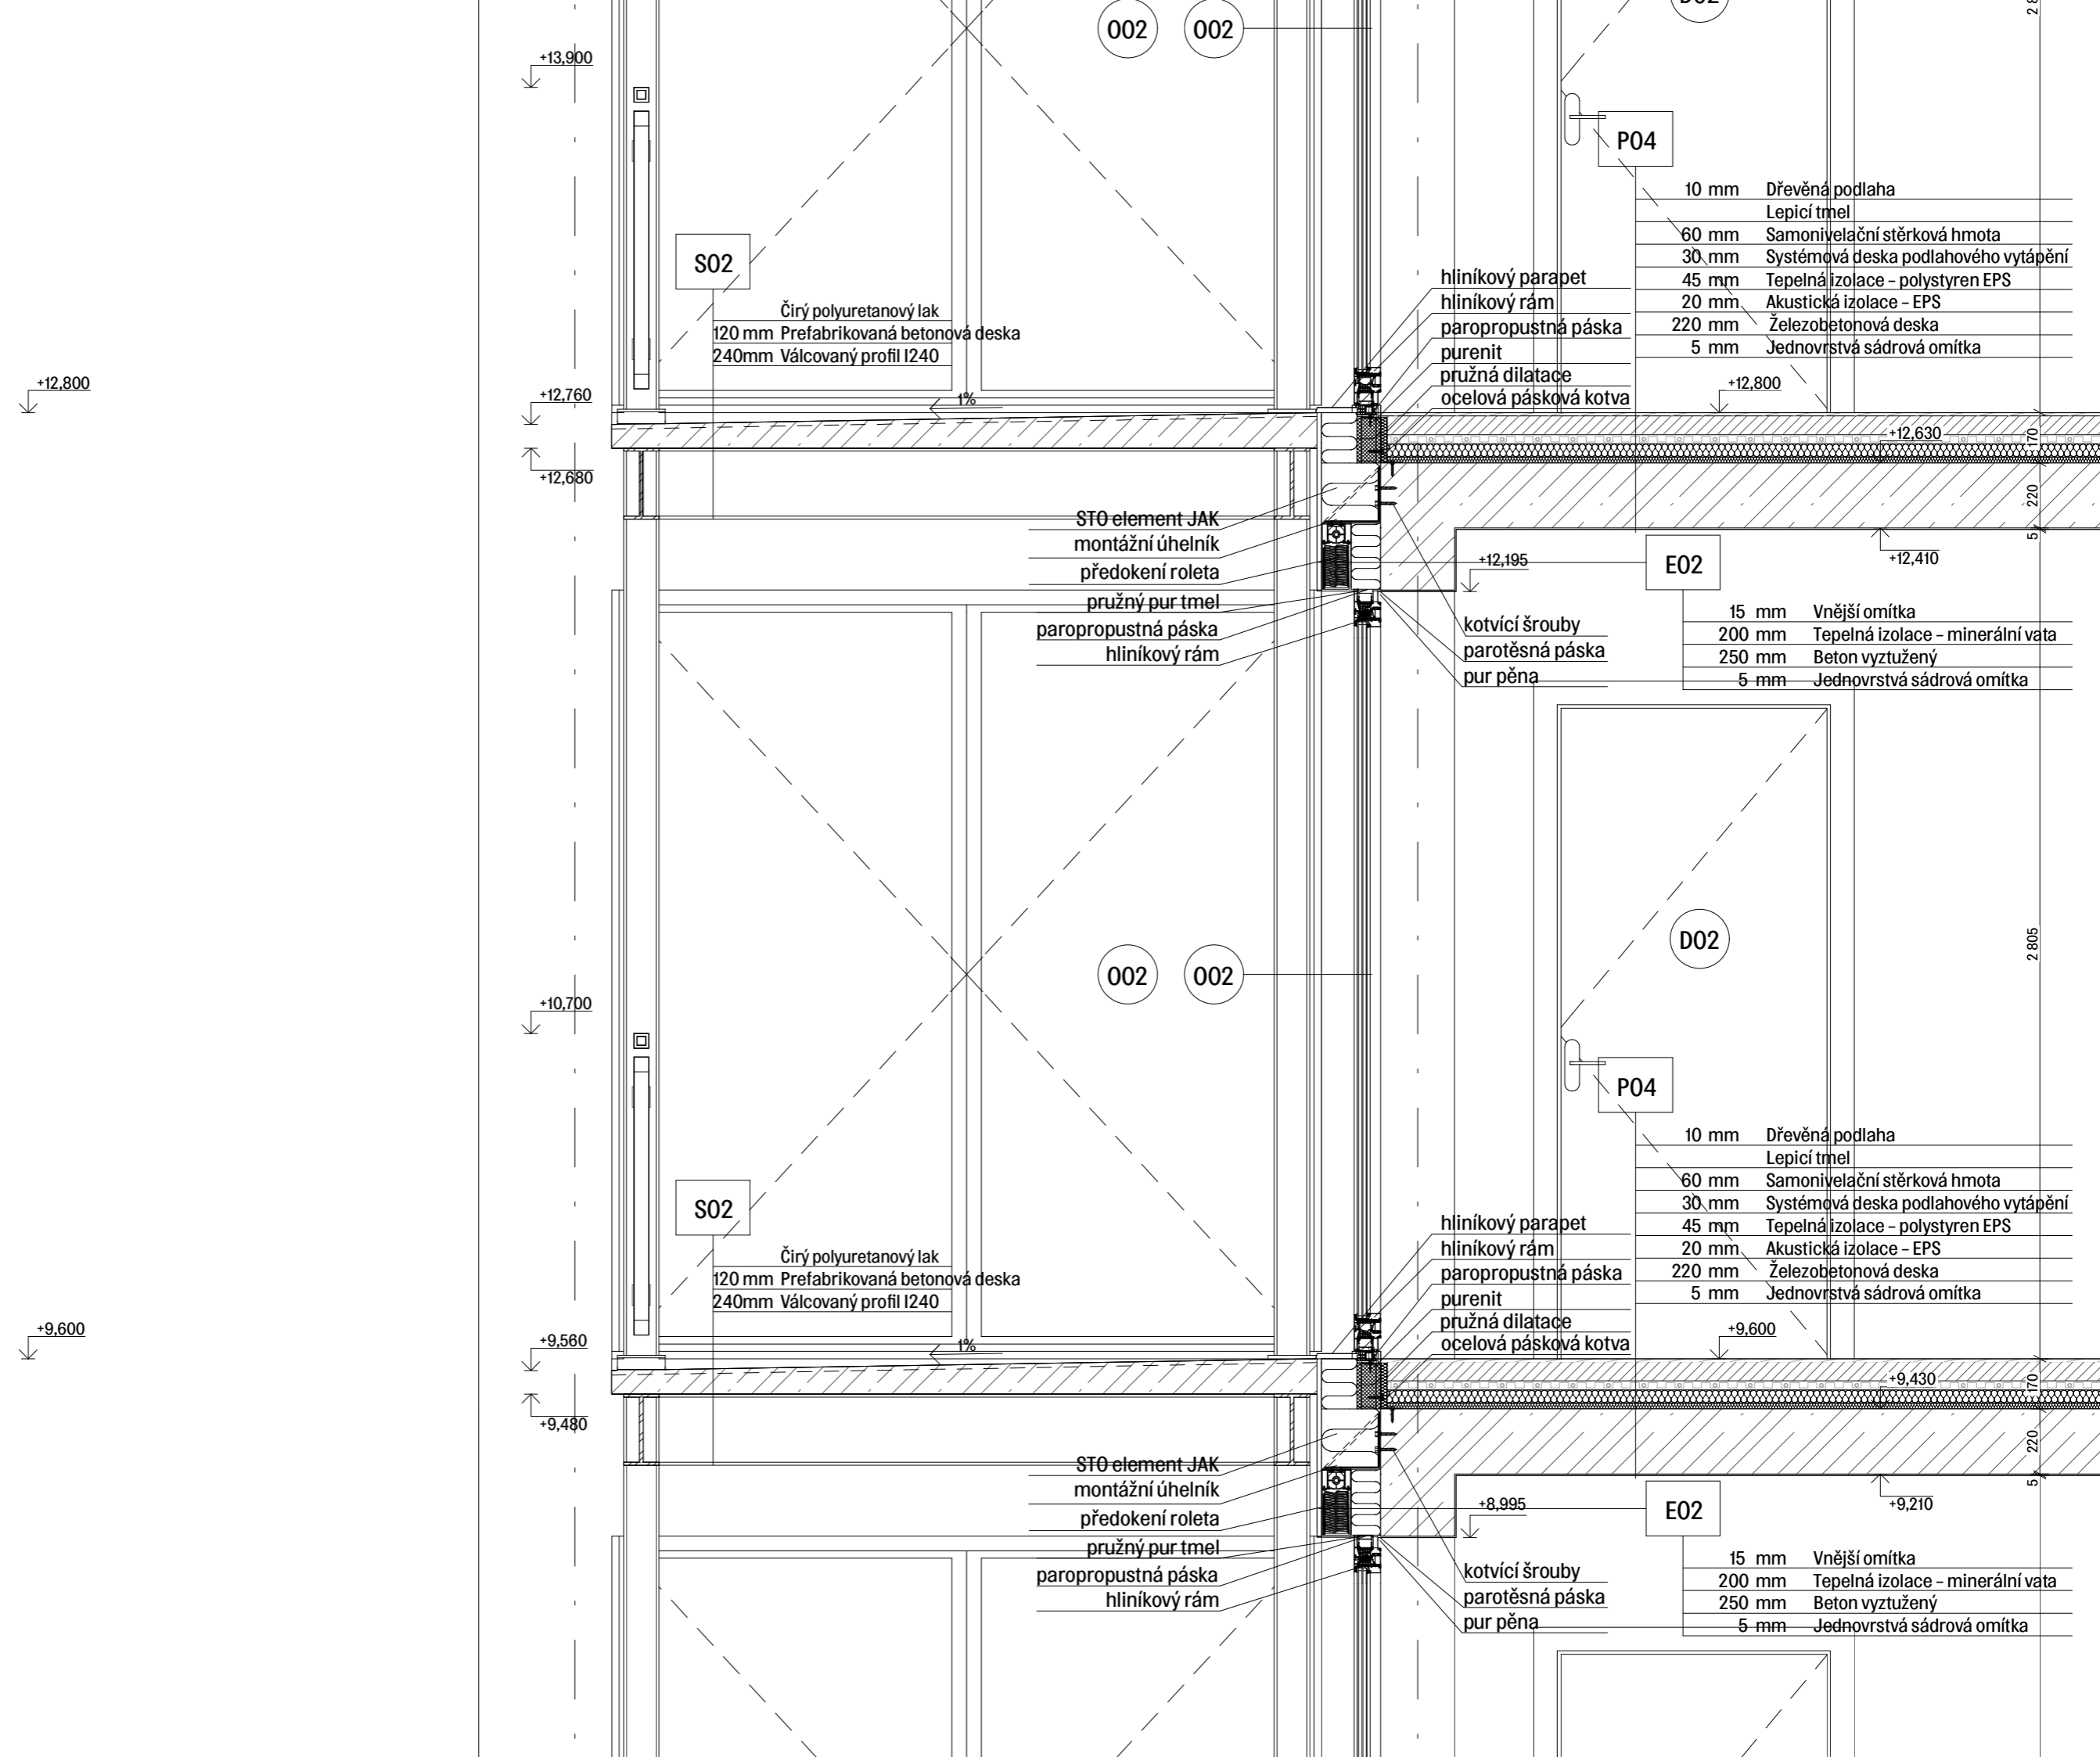 002
002
D02
2 8
+13,900
P04
10 mm Dřevěná podlaha
Lepicí tmel
60 mm Samonivelační stěrková hmota
30 mm Systémová deska podlahového vytápění
45 mm Tepelná izolace – polystyren EPS
20 mm Akustická izolace – EPS
220 mm Železobetonová deska
5 mm Jednovrstvá sádrová omítka
S02
Čirý polyuretanový lak
120 mm Prefabrikovaná betonová deska
240mm Válcovaný profil I240
hliníkový parapet
hliníkový rám
paropropustná páska
purenit
pružná dilatace
ocelová pásková kotva
+12,800
+12,760
1%
+12,800
+12,630
170
+12,680
220
5
STO element JAK
montážní úhelník
předokení roleta
pružný pur tmel
paropropustná páska
hliníkový rám
+12,195
E02
+12,410
15 mm Vnější omítka
200 mm Tepelná izolace – minerální vata
250 mm Beton vyztužený
5 mm Jednovrstvá sádrová omítka
kotvící šrouby
parotěsná páska
pur pěna
D02
2 805
002
002
+10,700
P04
10 mm Dřevěná podlaha
Lepicí tmel
60 mm Samonivelační stěrková hmota
30 mm Systémová deska podlahového vytápění
45 mm Tepelná izolace – polystyren EPS
20 mm Akustická izolace – EPS
220 mm Železobetonová deska
5 mm Jednovrstvá sádrová omítka
S02
Čirý polyuretanový lak
120 mm Prefabrikovaná betonová deska
240mm Válcovaný profil I240
hliníkový parapet
hliníkový rám
paropropustná páska
purenit
pružná dilatace
ocelová pásková kotva
+9,600
+9,560
1%
+9,600
+9,430
170
+9,480
220
5
STO element JAK
montážní úhelník
předokení roleta
pružný pur tmel
paropropustná páska
hliníkový rám
+8,995
E02
+9,210
15 mm Vnější omítka
200 mm Tepelná izolace – minerální vata
250 mm Beton vyztužený
5 mm Jednovrstvá sádrová omítka
kotvící šrouby
parotěsná páska
pur pěna